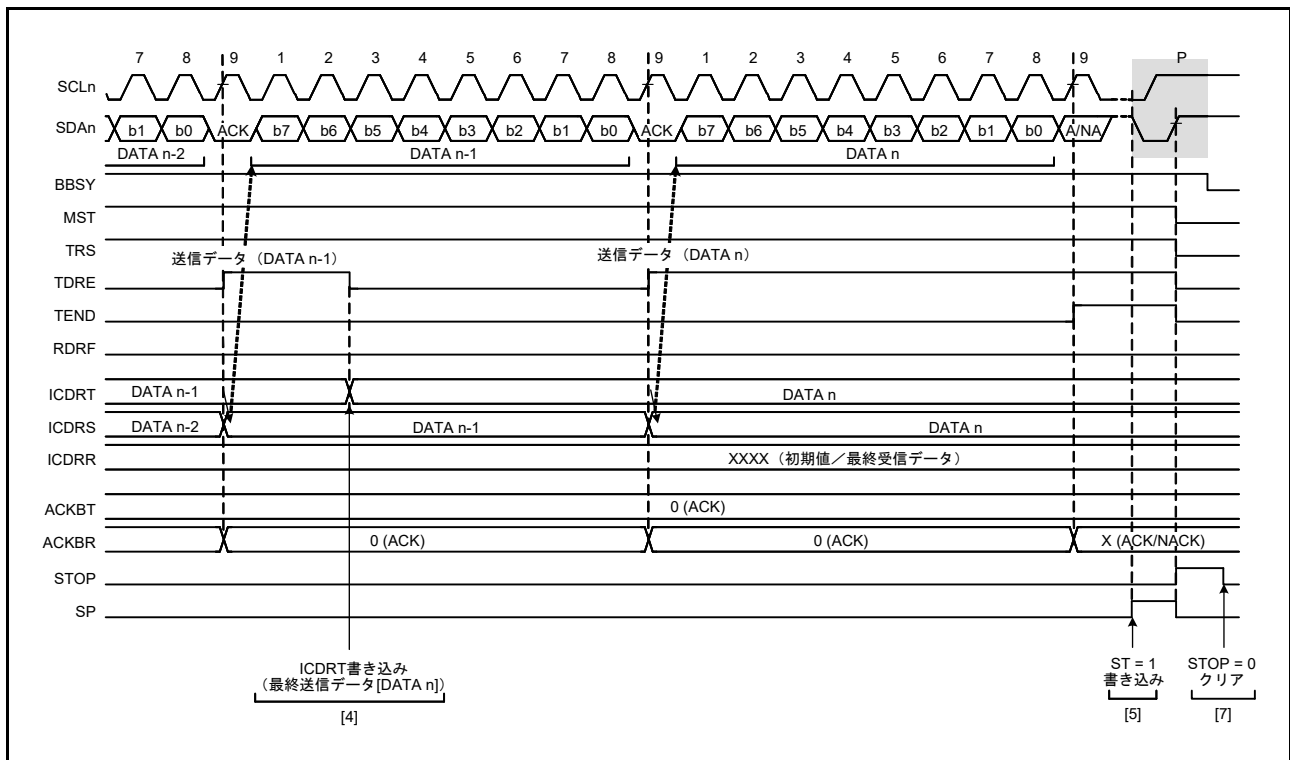 7 8 9 1 2 3 4 5 6 7 8 9 1 2 3 4 5 6 7 8 9 P
SCLn
SDAn b1 b0 ACK b7 b6 b5 b4 b3 b2 b1 b0 ACK b7 b6 b5 b4 b3 b2 b1 b0 A/NA
DATA n-2 DATA n-1 DATA n
BBSY
MST
TRS
送信データ（DATA n-1） 送信データ（DATA n）
TDRE
TEND
RDRF
ICDRT DATA n-1 DATA n
ICDRS DATA n-2 DATA n-1 DATA n
ICDRR XXXX（初期値／最終受信データ）
ACKBT 0 (ACK)
ACKBR 0 (ACK) 0 (ACK) X (ACK/NACK)
STOP
SP
ICDRT書き込み
（最終送信データ[DATA n]）
[4]
ST = 1
書き込み
[5]
STOP = 0
クリア
[7]